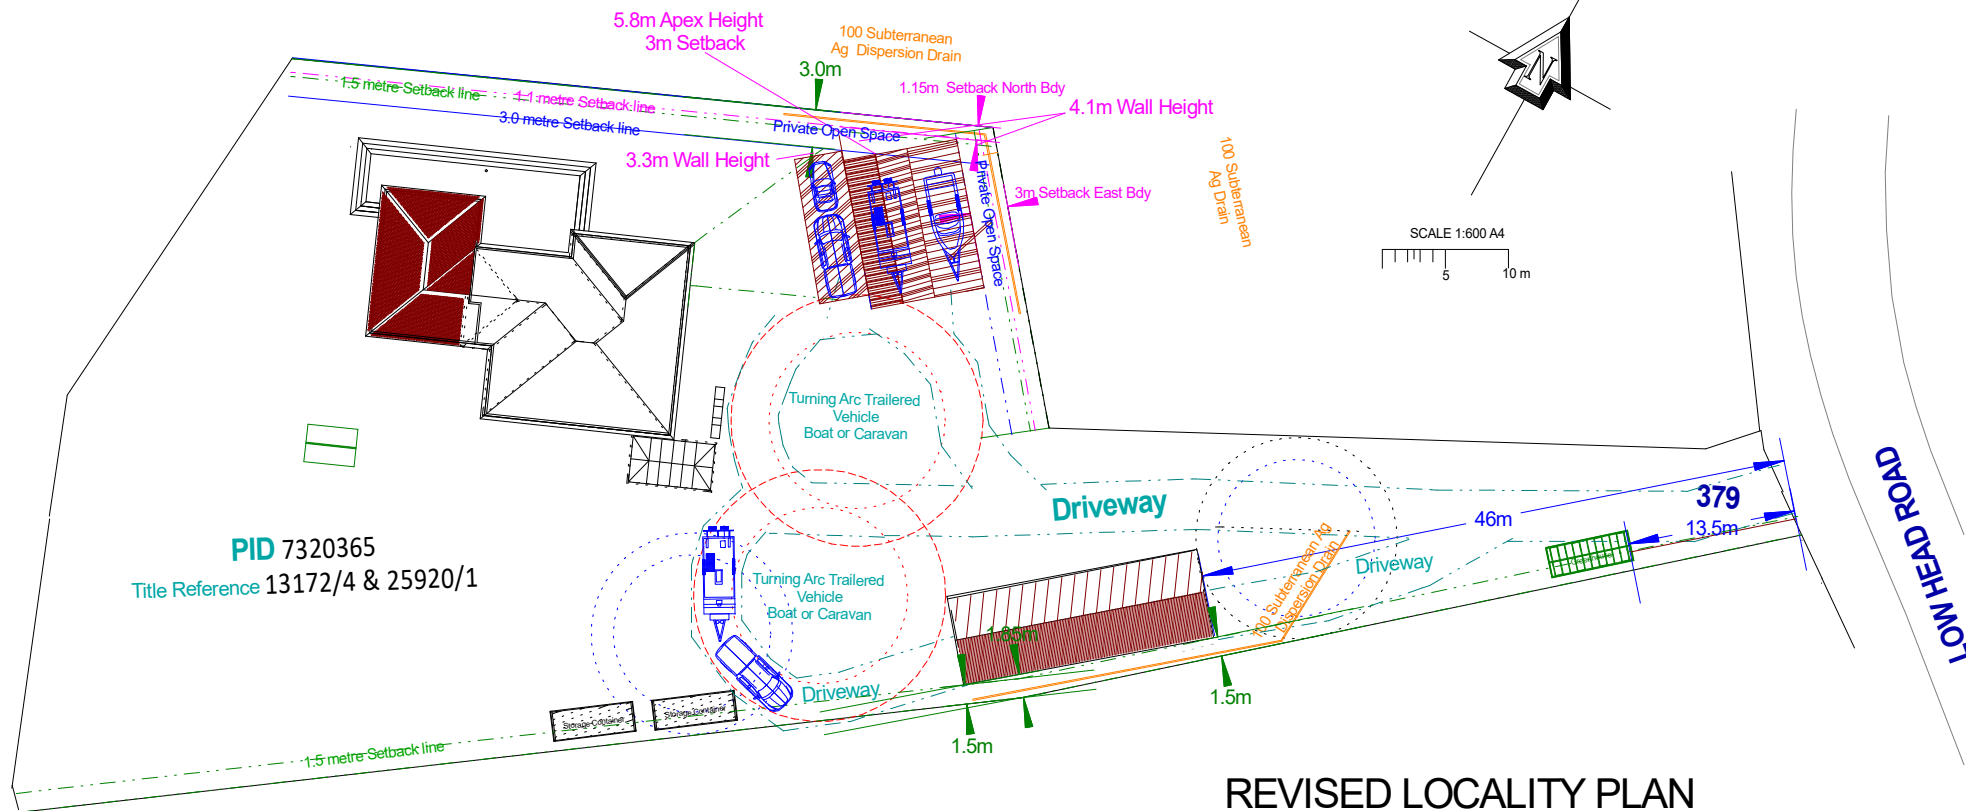 5.8m Apex Height
3m Setback
100 Subterranean
Ag Dispersion Drain
3.0m
1.5 metre Setback line
1.1 metre Setback line
3.0 metre Setback line
1.15m Setback North Bdy
4.1m Wall Height
Private Open Space
3.3m Wall Height
Private Open Space
3m Setback East Bdy
100 Subterranean
Ag Drain
N
SCALE 1:600 A4
5
10 m
Turning Arc Trailered
Vehicle
Boat or Caravan
Driveway
379
46m
13.5m
LOW HEAD ROAD
PID 7320365
Title Reference 13172/4 & 25920/1
Turning Arc Trailered
Vehicle
Boat or Caravan
100 Subterranean Ag
Dispersion Drain
Driveway
1.85m
Driveway
1.5m
Storage Container
Storage Container
1.5m
1.5 metre Setback line
REVISED LOCALITY PLAN